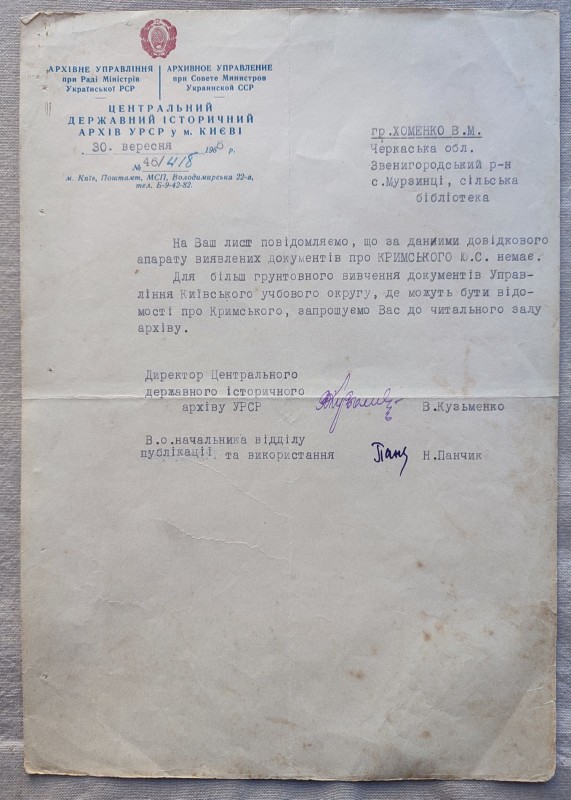 АРХІВНЕ УПРАВЛІННЯ
при Раді Міністрів
Української РСР
АРХИВНОЕ УПРАВЛЕНИЕ
при Совете Министров
Украинской ССР
ЦЕНТРАЛЬНИЙ
ДЕРЖАВНИЙ ІСТОРИЧНИЙ
АРХІВ УРСР у м. КИЄВІ
30. вересня 1966 р.
№ 46/418
м. Київ, Поштамт, МСП, Володимирська 22-а,
тел. Б-9-42-82.
гр.ХОМЕНКО В.М.
Черкаська обл.
Звенигородський р-н
с.Мурзинці, сільська
бібліотека
На Ваш лист повідомляємо, що за даними довідкового
апарату виявлених документів про КРИМСЬКОГО Ю.С. немає.
Для більш грунтовного вивчення документів Управ-
ління Київського учбового округу, де можуть бути відо-
мості про Кримського, запрошуємо Вас до читального залу
архіву.
Директор Центрального
державного історичного
архіву УРСР В.Кузьменко
В.о.начальника відділу
публікації та використання Н.Панчик